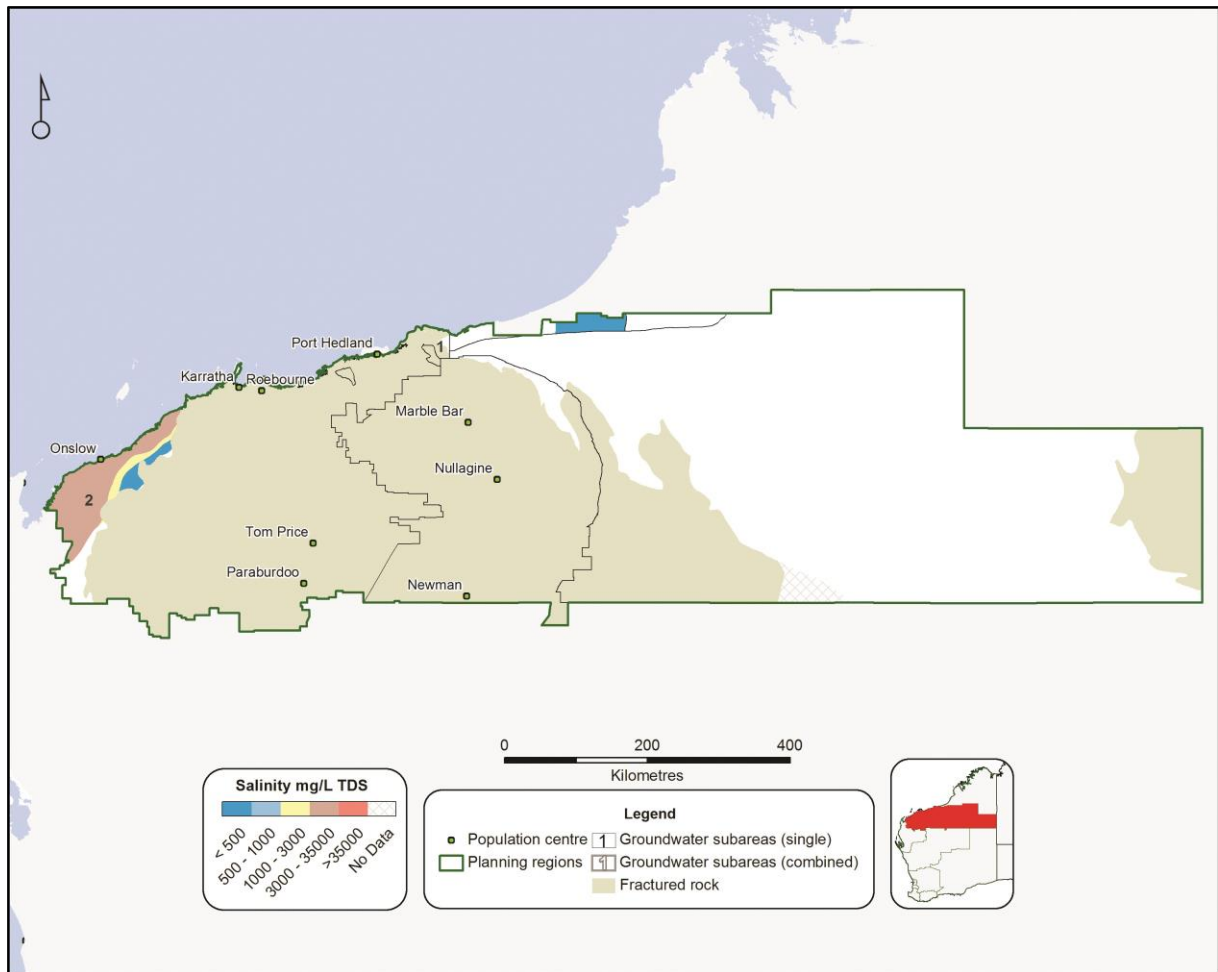 Port Hedland
1
Karratha
Roebourne
Marble Bar
Onslow
Nullagine
2
Tom Price
Paraburdoo
Newman
0 200 400
Kilometres
Salinity mg/L TDS
< 500
500 - 1000
1000 - 3000
3000 - 35000
>35000
No Data
Legend
Population centre
1 Groundwater subareas (single)
Planning regions
1 Groundwater subareas (combined)
Fractured rock